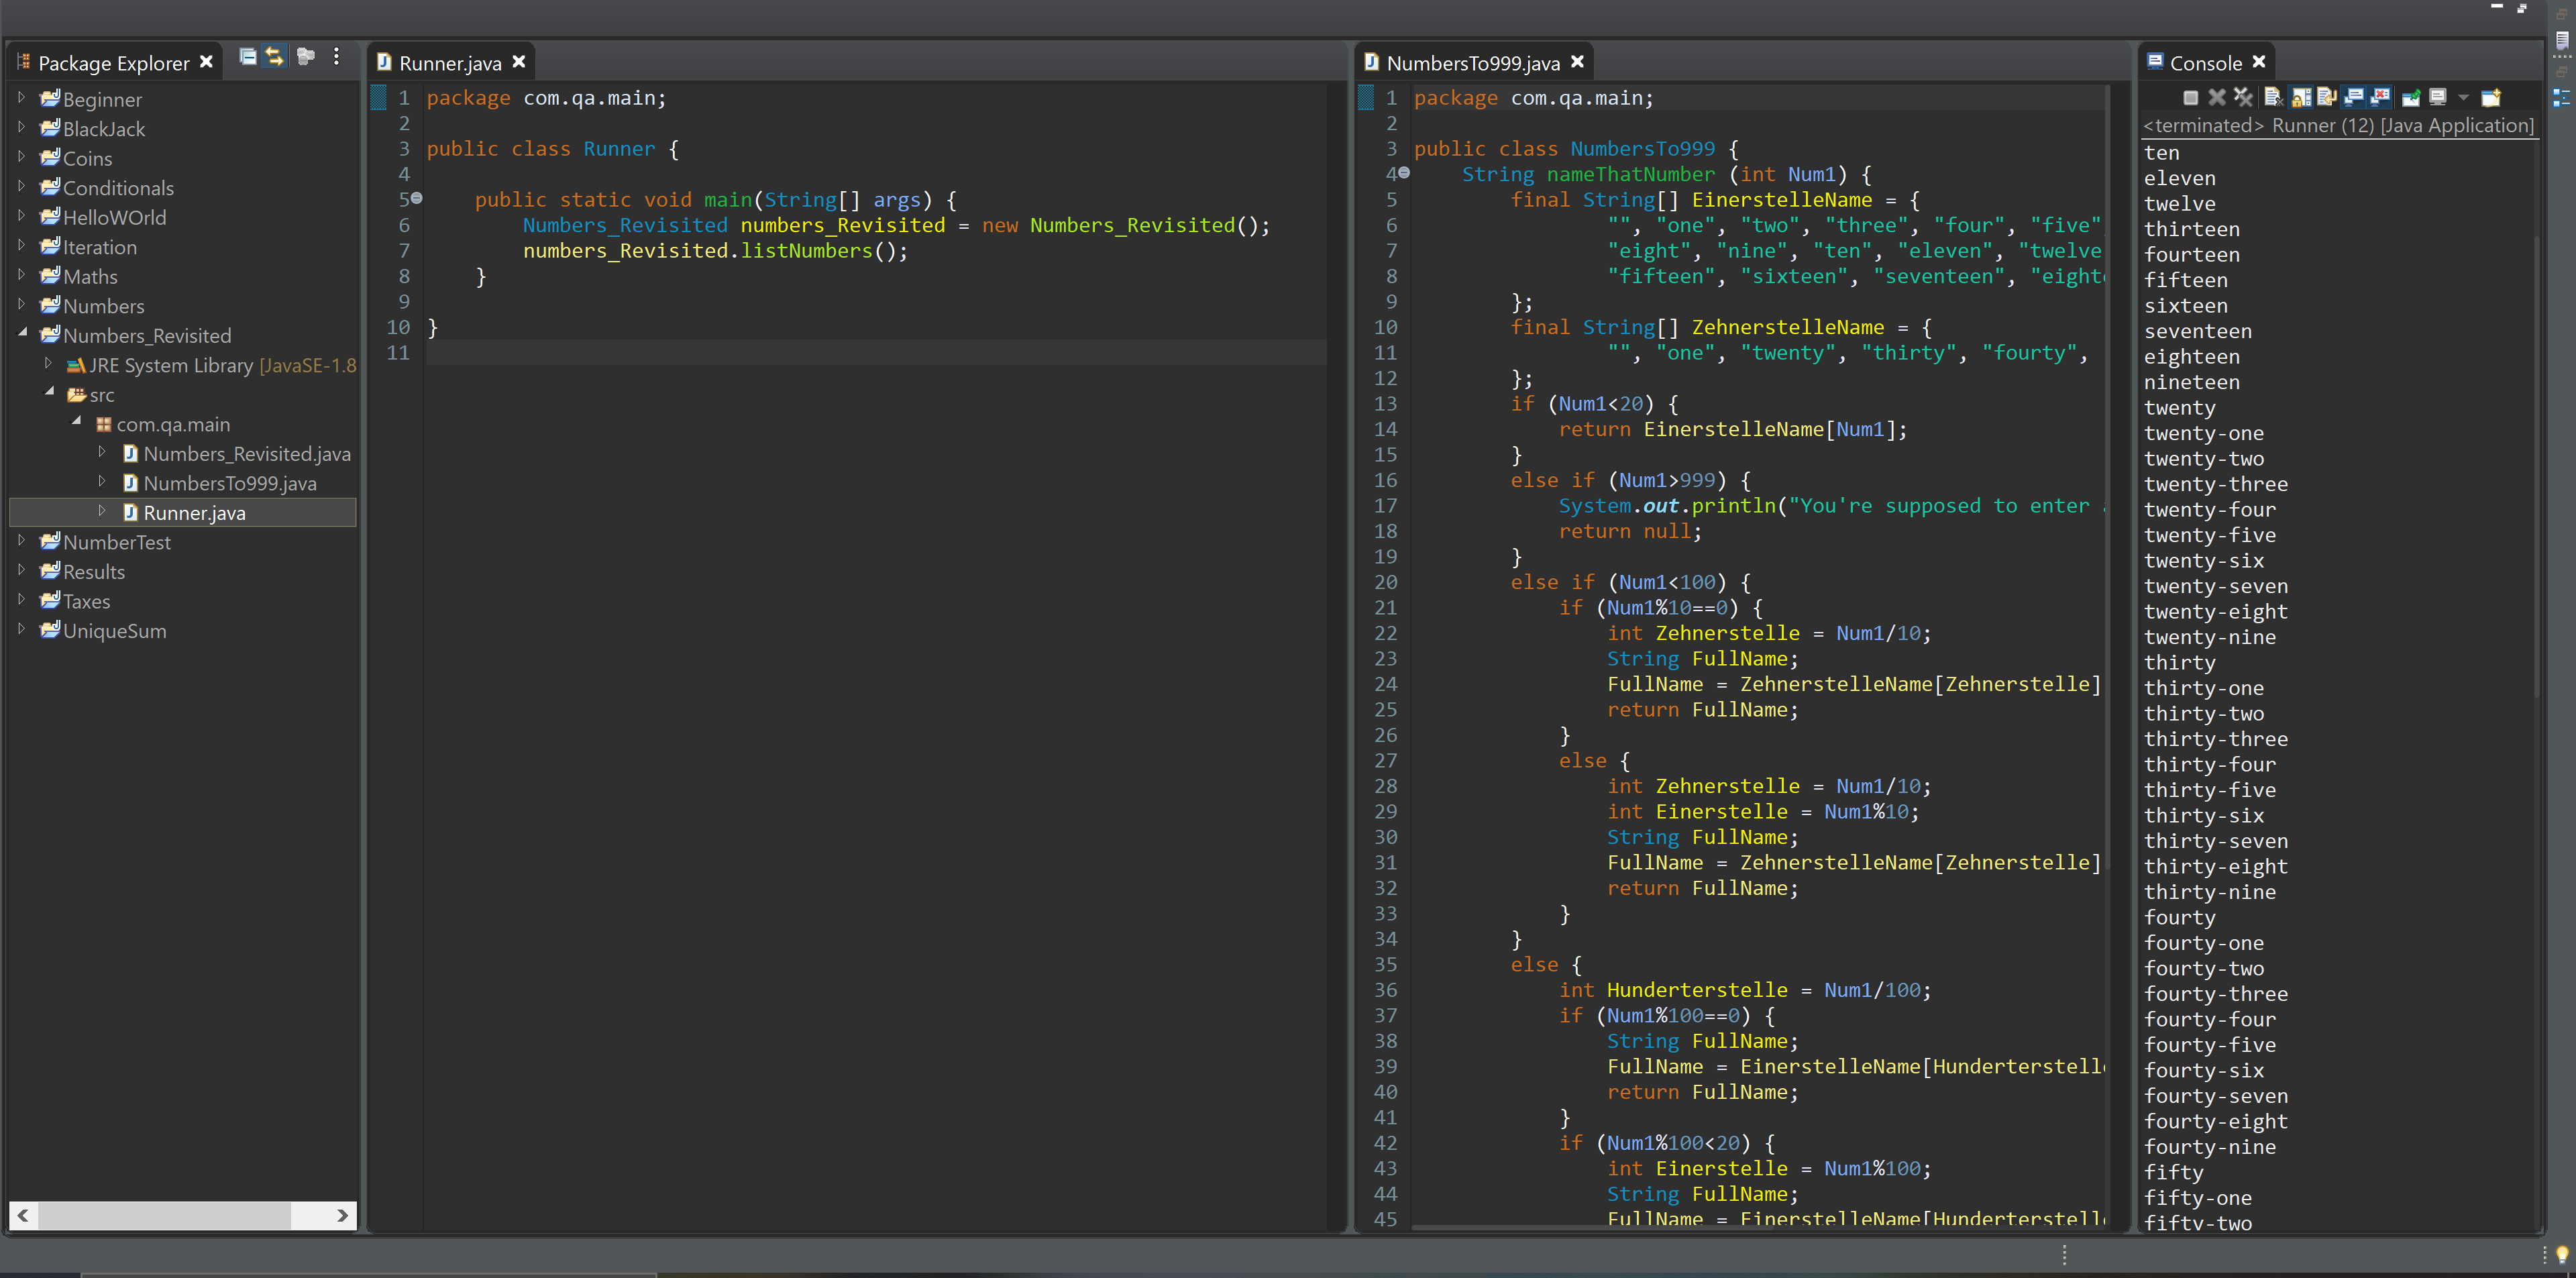 Package Explorer
Beginner
BlackJack
Coins
Conditionals
HelloWOrld
Iteration
Maths
Numbers
Numbers_Revisited
JRE System Library [JavaSE-1.8
src
com.qa.main
Numbers_Revisited.java
NumbersTo999.java
Runner.java
NumberTest
Results
Taxes
UniqueSum
Runner.java
1 package com.qa.main;
2
3 public class Runner {
4
5 public static void main(String[] args) {
6 Numbers_Revisited numbers_Revisited = new Numbers_Revisited();
7 numbers_Revisited.listNumbers();
8 }
9
10 }
11
NumbersTo999.java
1 package com.qa.main;
2
3 public class NumbersTo999 {
4 String nameThatNumber (int Num1) {
5 final String[] EinerstelleName = {
6 "", "one", "two", "three", "four", "five"
7 "eight", "nine", "ten", "eleven", "twelve
8 "fifteen", "sixteen", "seventeen", "eighte
9 };
10 final String[] ZehnerstelleName = {
11 "", "one", "twenty", "thirty", "fourty",
12 };
13 if (Num1<20) {
14 return EinerstelleName[Num1];
15 }
16 else if (Num1>999) {
17 System.out.println("You're supposed to enter
18 return null;
19 }
20 else if (Num1<100) {
21 if (Num1%10==0) {
22 int Zehnerstelle = Num1/10;
23 String FullName;
24 FullName = ZehnerstelleName[Zehnerstelle]
25 return FullName;
26 }
27 else {
28 int Zehnerstelle = Num1/10;
29 int Einerstelle = Num1%10;
30 String FullName;
31 FullName = ZehnerstelleName[Zehnerstelle]
32 return FullName;
33 }
34 }
35 else {
36 int Hunderterstelle = Num1/100;
37 if (Num1%100==0) {
38 String FullName;
39 FullName = EinerstelleName[Hunderterstelle
40 return FullName;
41 }
42 if (Num1%100<20) {
43 int Einerstelle = Num1%100;
44 String FullName;
45 FullName = EinerstelleName[Hunderterstelle
Console
<terminated> Runner (12) [Java Application]
ten
eleven
twelve
thirteen
fourteen
fifteen
sixteen
seventeen
eighteen
nineteen
twenty
twenty-one
twenty-two
twenty-three
twenty-four
twenty-five
twenty-six
twenty-seven
twenty-eight
twenty-nine
thirty
thirty-one
thirty-two
thirty-three
thirty-four
thirty-five
thirty-six
thirty-seven
thirty-eight
thirty-nine
fourty
fourty-one
fourty-two
fourty-three
fourty-four
fourty-five
fourty-six
fourty-seven
fourty-eight
fourty-nine
fifty
fifty-one
fifty-two